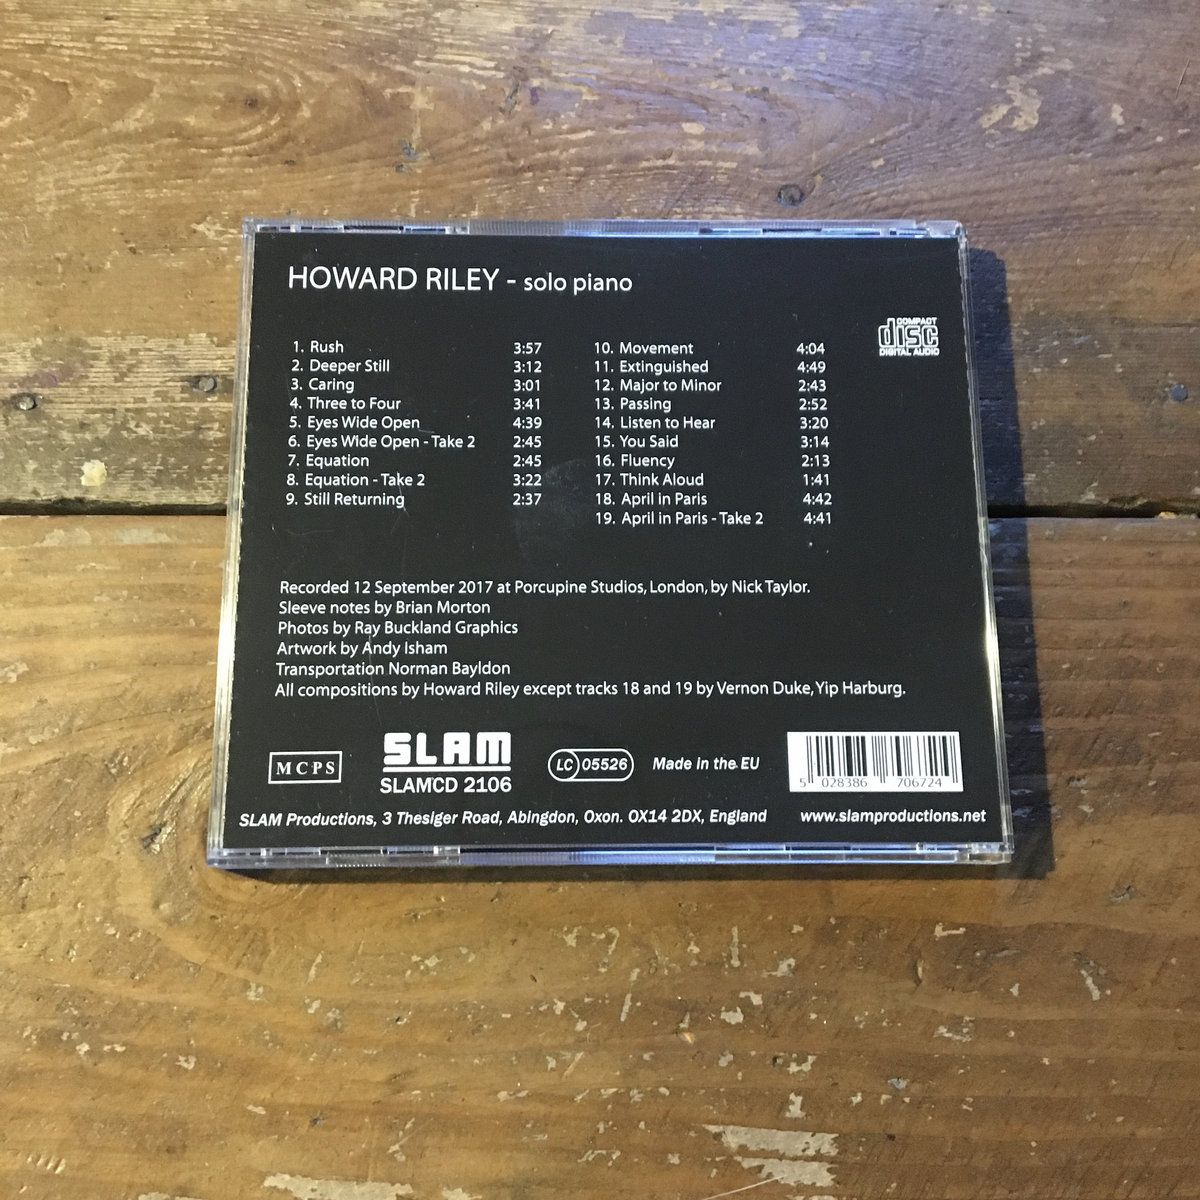 HOWARD RILEY - solo piano
COMPACT
disc
DIGITAL AUDIO
1. Rush 3:57
2. Deeper Still 3:12
3. Caring 3:01
4. Three to Four 3:41
5. Eyes Wide Open 4:39
6. Eyes Wide Open - Take 2 2:45
7. Equation 2:45
8. Equation - Take 2 3:22
9. Still Returning 2:37
10. Movement 4:04
11. Extinguished 4:49
12. Major to Minor 2:43
13. Passing 2:52
14. Listen to Hear 3:20
15. You Said 3:14
16. Fluency 2:13
17. Think Aloud 1:41
18. April in Paris 4:42
19. April in Paris - Take 2 4:41
Recorded 12 September 2017 at Porcupine Studios, London, by Nick Taylor.
Sleeve notes by Brian Morton
Photos by Ray Buckland Graphics
Artwork by Andy Isham
Transportation Norman Bayldon
All compositions by Howard Riley except tracks 18 and 19 by Vernon Duke, Yip Harburg.
MCPS
SLAM
SLAMCD 2106
LC 05526
Made in the EU
5 028386 706724
SLAM Productions, 3 Thesiger Road, Abingdon, Oxon. OX14 2DX, England
www.slamproductions.net